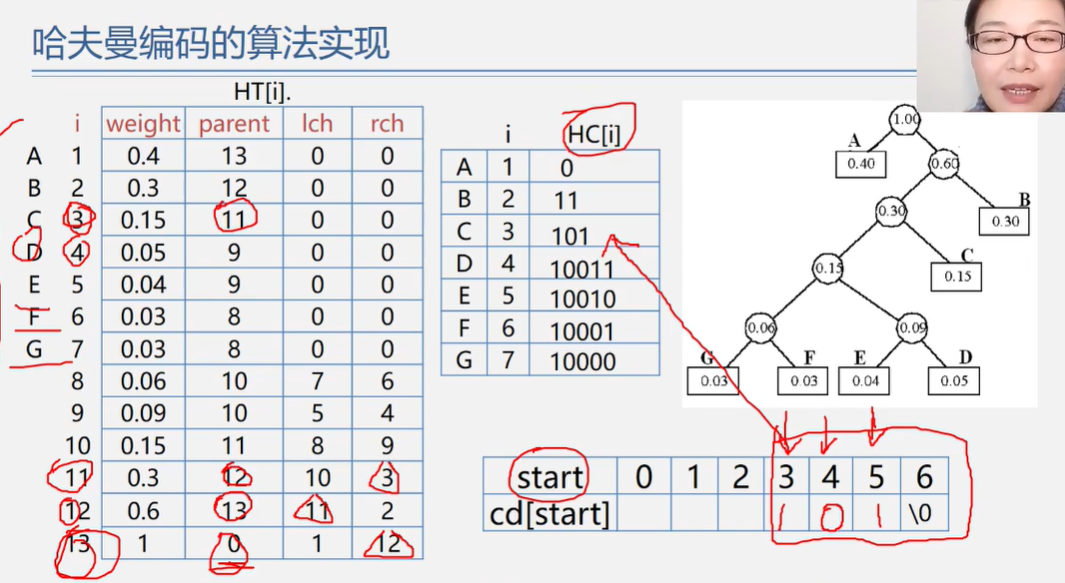 哈夫曼编码的算法实现
HT[i].
i weight parent lch rch
A 1 0.4 13 0 0
B 2 0.3 12 0 0
C 3 0.15 11 0 0
D 4 0.05 9 0 0
E 5 0.04 9 0 0
F 6 0.03 8 0 0
G 7 0.03 8 0 0
8 0.06 10 7 6
9 0.09 10 5 4
10 0.15 11 8 9
11 0.3 12 10 3
12 0.6 13 11 2
13 1 0 1 12
i HC[i]
A 1 0
B 2 11
C 3 101
D 4 10011
E 5 10010
F 6 10001
G 7 10000
1.00
A
0.40 0.60
B
0.30 0.30
C
0.15 0.15
0.06 0.09
G F E D
0.03 0.03 0.04 0.05
start 0 1 2 3 4 5 6
cd[start] 1 0 1 \0